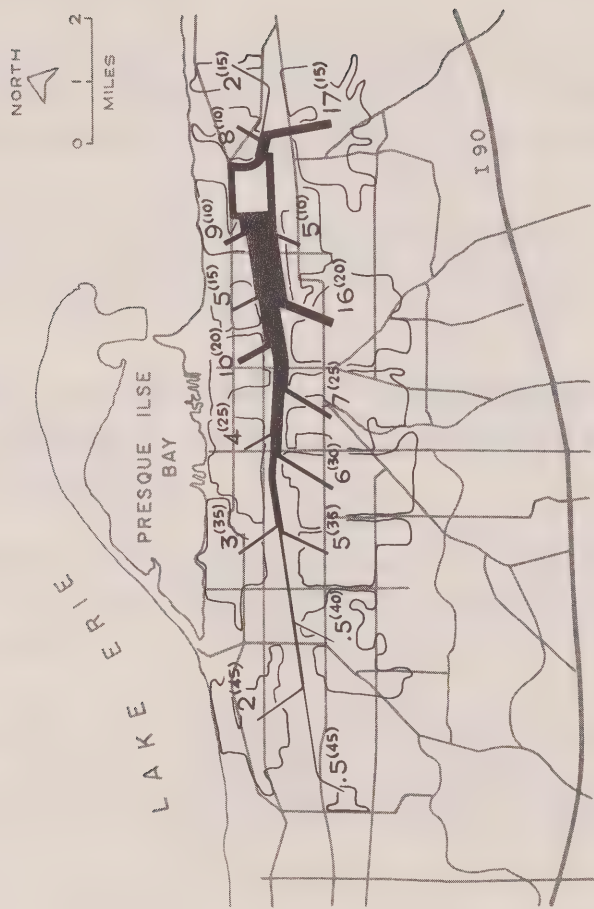 NORTH
0 1 2
MILES
LAKE ERIE
PRESQUE ILSE
BAY
2(45)
3(35)
4(25)
10(20)
5(15)
9(10)
8(10)
2(15)
.5(45)
.5(40)
5(35)
6(30)
7(25)
16(20)
5(10)
17(15)
I 90